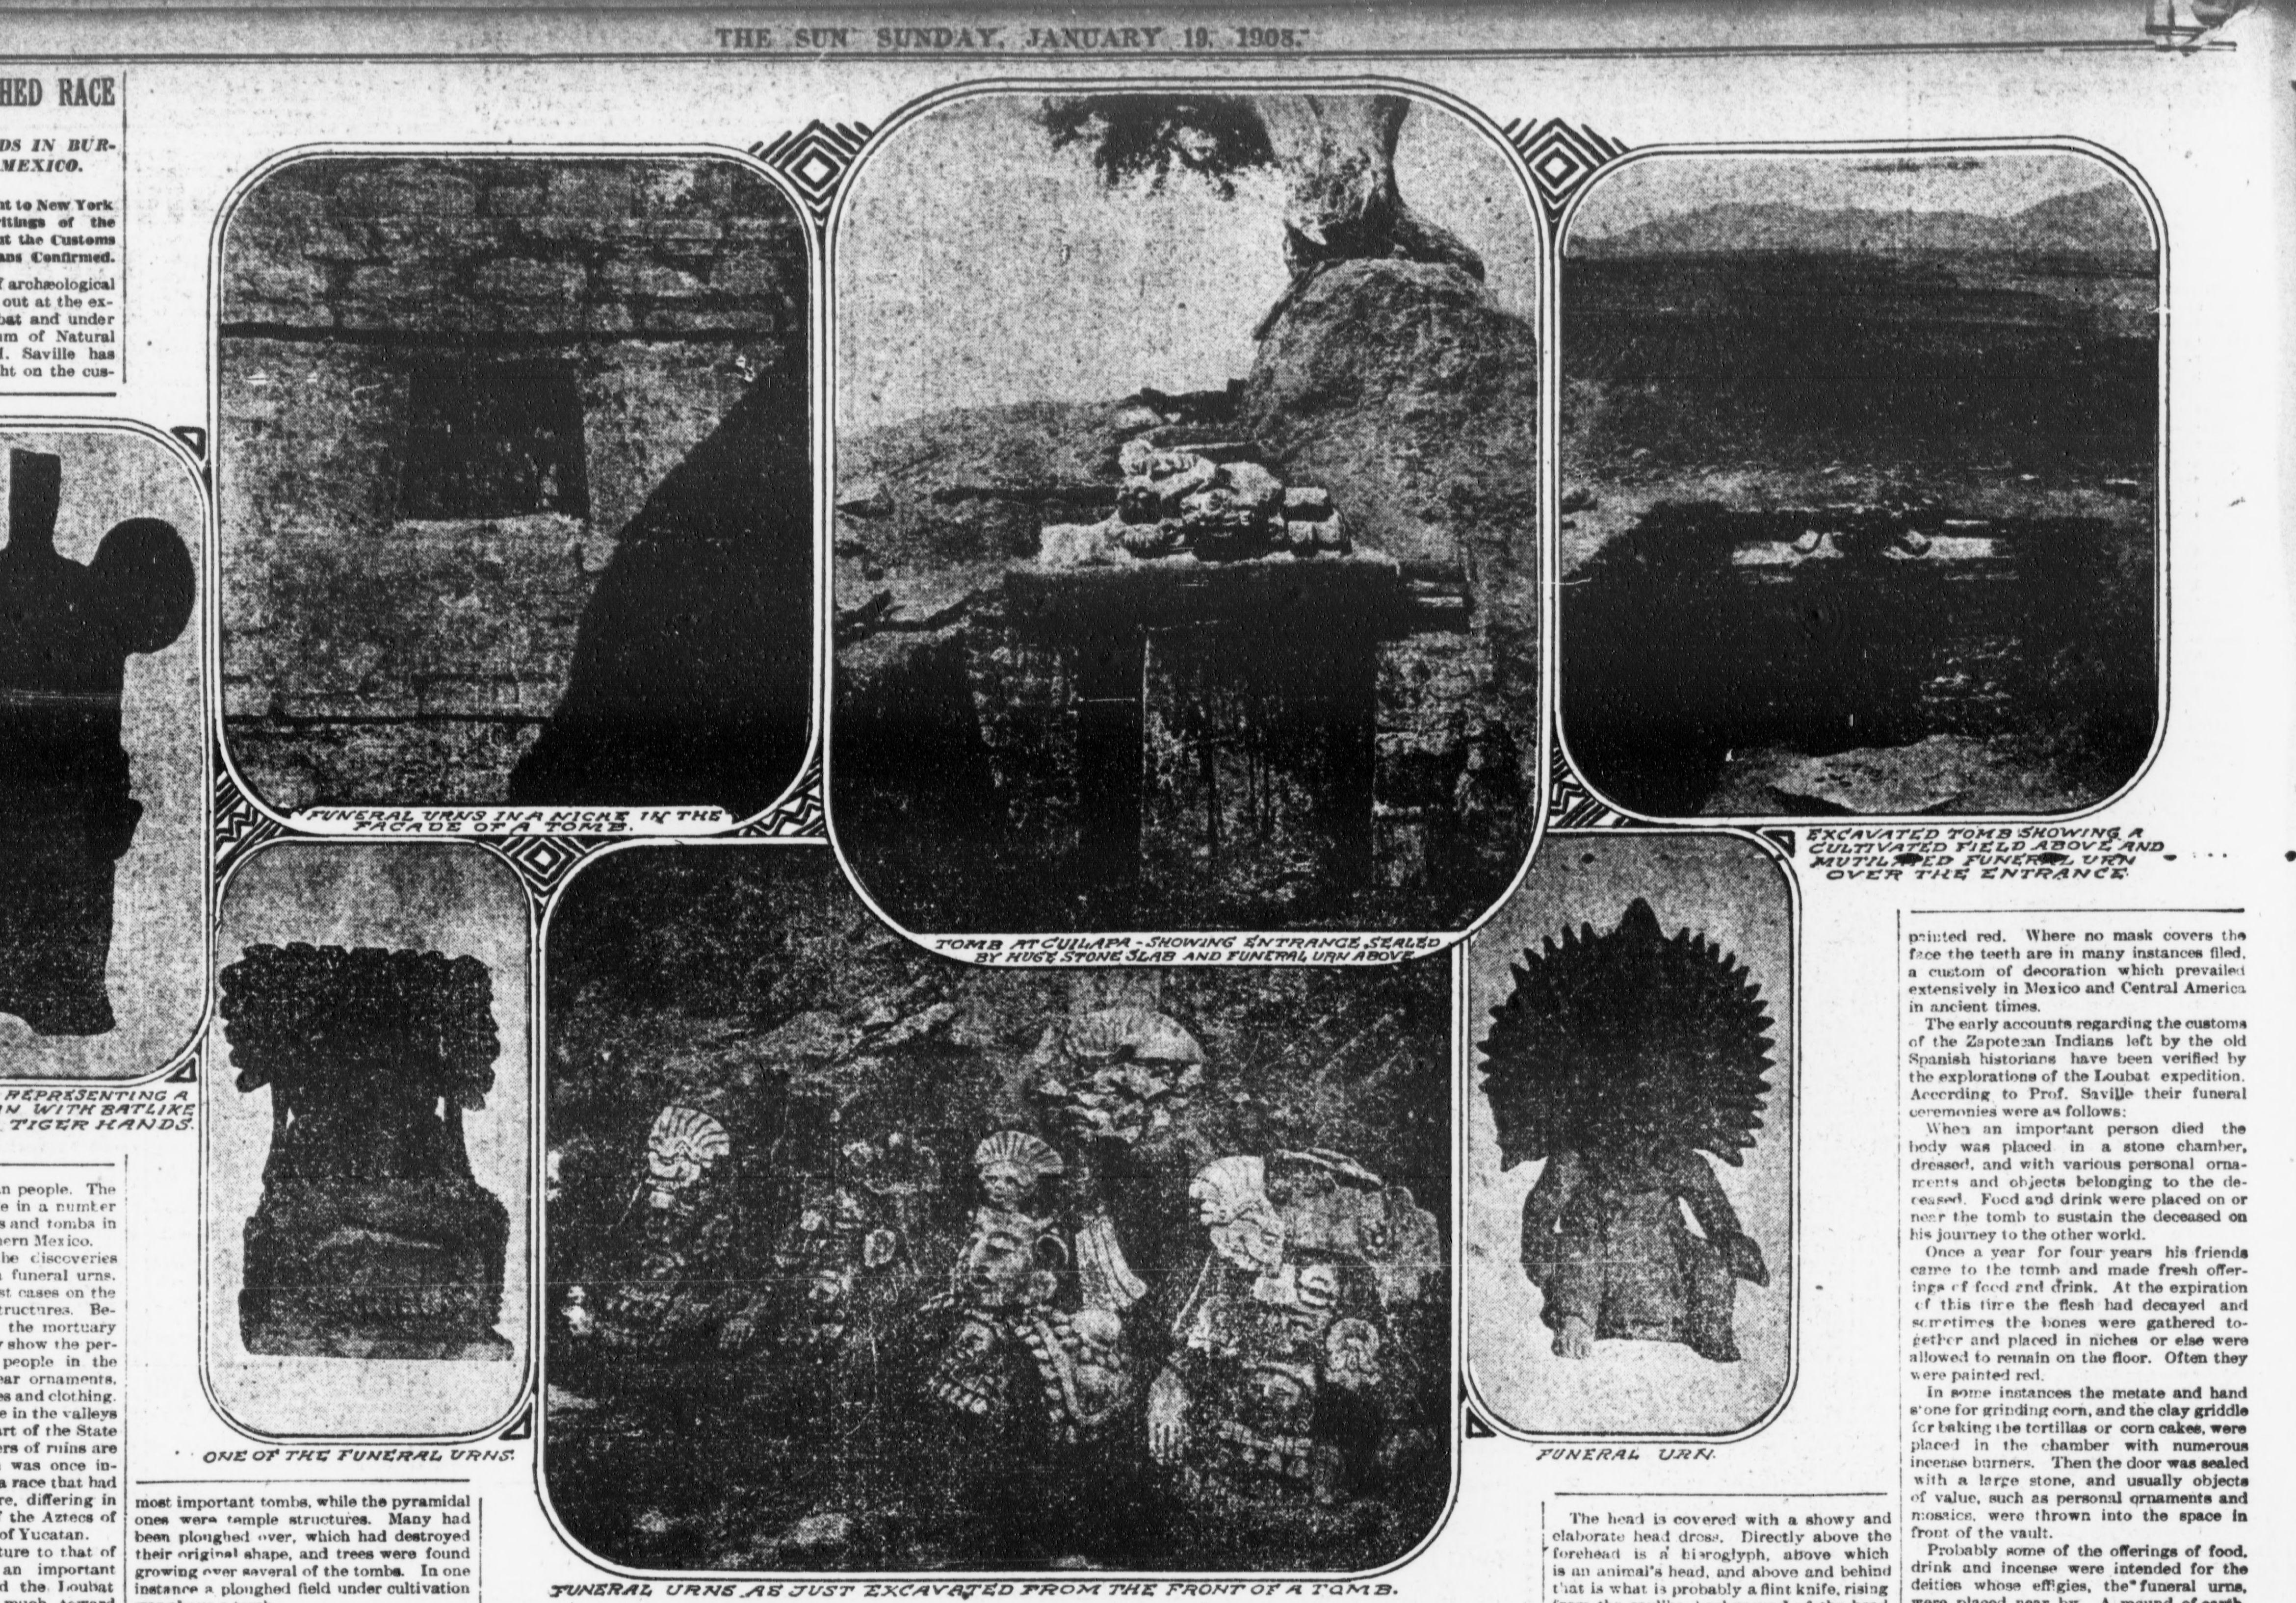 THE SUN SUNDAY, JANUARY 19, 1908.
HED RACE
DS IN BUR-
MEXICO.
nt to New York
ritings of the
ut the Customs
ans Confirmed.
f archæological
out at the ex-
bat and under
um of Natural
I. Saville has
ht on the cus-
REPRESENTING A
N WITH BATLIKE
TIGER HANDS.
n people. The
e in a number
s and tombs in
ern Mexico.
he discoveries
funeral urns.
st cases on the
tructures. Be-
the mortuary
y show the per-
people in the
ear ornaments,
es and clothing.
e in the valleys
art of the State
ers of ruins are
was once in-
a race that had
re, differing in
f the Aztecs of
of Yucatan.
ture to that of
an important
d the Loubat
much toward
FUNERAL URNS IN A NICHE IN THE
FACADE OF A TOMB.
ONE OF THE FUNERAL URNS.
most important tombs, while the pyramidal
ones were temple structures. Many had
been ploughed over, which had destroyed
their original shape, and trees were found
growing over several of the tombs. In one
instance a ploughed field under cultivation
TOMB AT CUILAPA - SHOWING ENTRANCE SEALED
BY HUGE STONE SLAB AND FUNERAL URN ABOVE
FUNERAL URNS AS JUST EXCAVATED FROM THE FRONT OF A TOMB.
EXCAVATED TOMB SHOWING A
CULTIVATED FIELD ABOVE AND
MUTILATED FUNERAL URN
OVER THE ENTRANCE.
FUNERAL URN.
The head is covered with a showy and
elaborate head dress. Directly above the
forehead is a hieroglyph, above which
is an animal's head, and above and behind
that is what is probably a flint knife, rising
painted red. Where no mask covers the
face the teeth are in many instances filed,
a custom of decoration which prevailed
extensively in Mexico and Central America
in ancient times.
The early accounts regarding the customs
of the Zapotecan Indians left by the old
Spanish historians have been verified by
the explorations of the Loubat expedition.
According to Prof. Saville their funeral
ceremonies were as follows:
When an important person died the
body was placed in a stone chamber,
dressed, and with various personal orna-
ments and objects belonging to the de-
ceased. Food and drink were placed on or
near the tomb to sustain the deceased on
his journey to the other world.
Once a year for four years his friends
came to the tomb and made fresh offer-
ings of food and drink. At the expiration
of this time the flesh had decayed and
sometimes the bones were gathered to-
gether and placed in niches or else were
allowed to remain on the floor. Often they
were painted red.
In some instances the metate and hand
stone for grinding corn, and the clay griddle
for baking the tortillas or corn cakes, were
placed in the chamber with numerous
incense burners. Then the door was sealed
with a large stone, and usually objects
of value, such as personal ornaments and
mosaics, were thrown into the space in
front of the vault.
Probably some of the offerings of food,
drink and incense were intended for the
deities whose effigies, the funeral urns,
were placed near by. A mound of earth